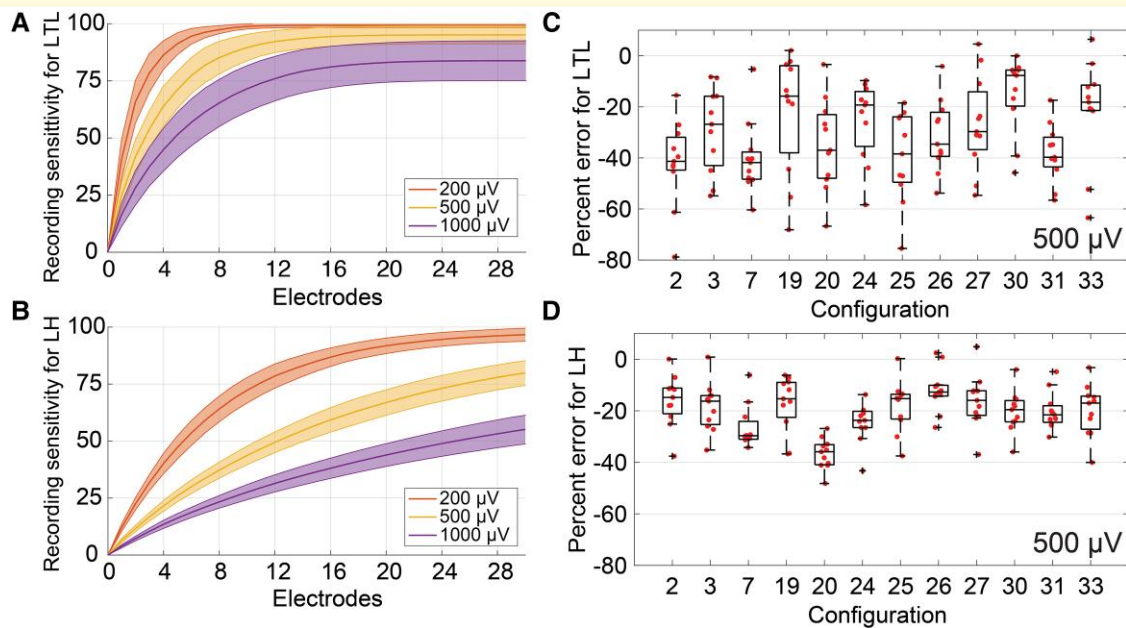 A
Recording sensitivity for LTL
100
75
50
25
0
200 µV
500 µV
1000 µV
0 4 8 12 16 20 24 28
Electrodes
B
Recording sensitivity for LH
100
75
50
25
0
200 µV
500 µV
1000 µV
0 4 8 12 16 20 24 28
Electrodes
C
Percent error for LTL
0
-20
-40
-60
-80
500 µV
2 3 7 19 20 24 25 26 27 30 31 33
Configuration
D
Percent error for LH
0
-20
-40
-60
-80
500 µV
2 3 7 19 20 24 25 26 27 30 31 33
Configuration